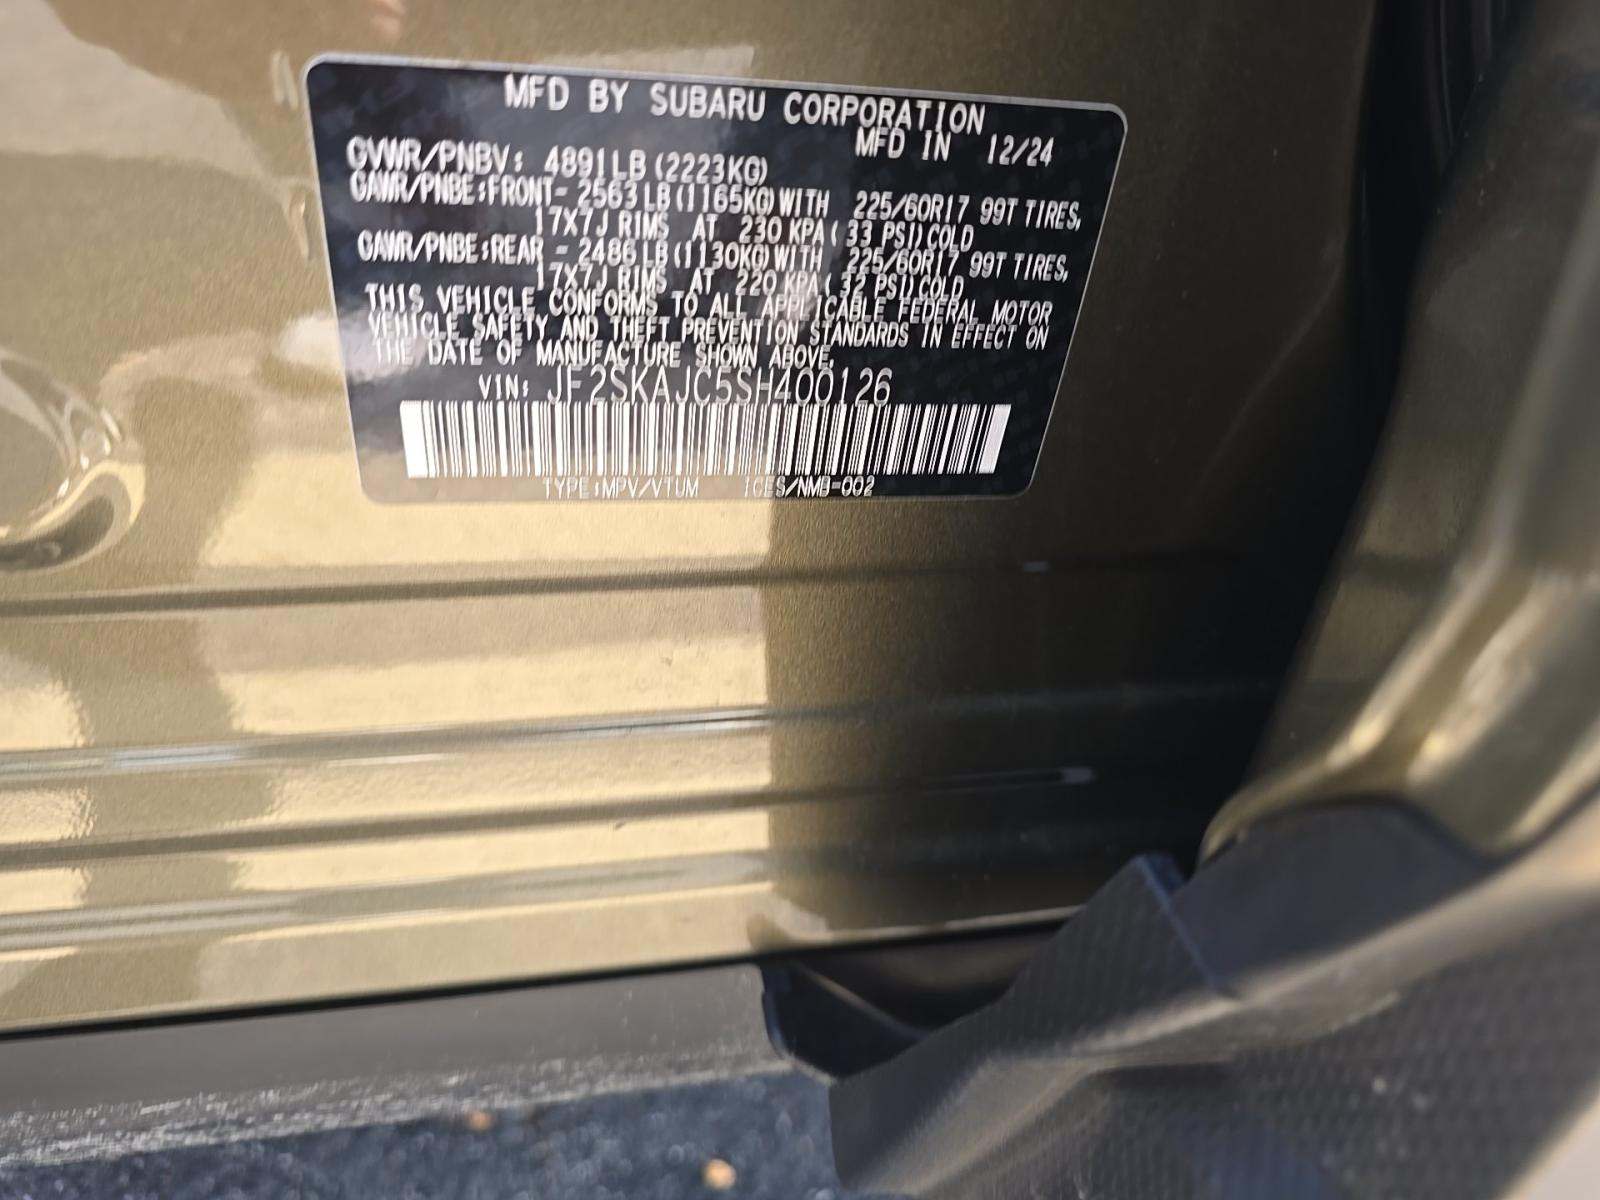 MFD BY SUBARU CORPORATION
MFD IN 12/24
GVWR/PNBV: 4891LB(2223KG)
GAWR/PNBE:FRONT- 2563LB(1165KG)WITH 225/60R17 99T TIRES,
17X7J RIMS AT 230 KPA( 33 PSI)COLD
GAWR/PNBE:REAR - 2486LB(1130KG)WITH 225/60R17 99T TIRES,
17X7J RIMS AT 220 KPA( 32 PSI)COLD
THIS VEHICLE CONFORMS TO ALL APPLICABLE FEDERAL MOTOR
VEHICLE SAFETY AND THEFT PREVENTION STANDARDS IN EFFECT ON
THE DATE OF MANUFACTURE SHOWN ABOVE.
VIN: JF2SKAJC5SH400126
TYPE:MPV/VTUM ICES/NMB-002